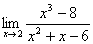 lim x→2 (x³ − 8)/(x² + x − 6)